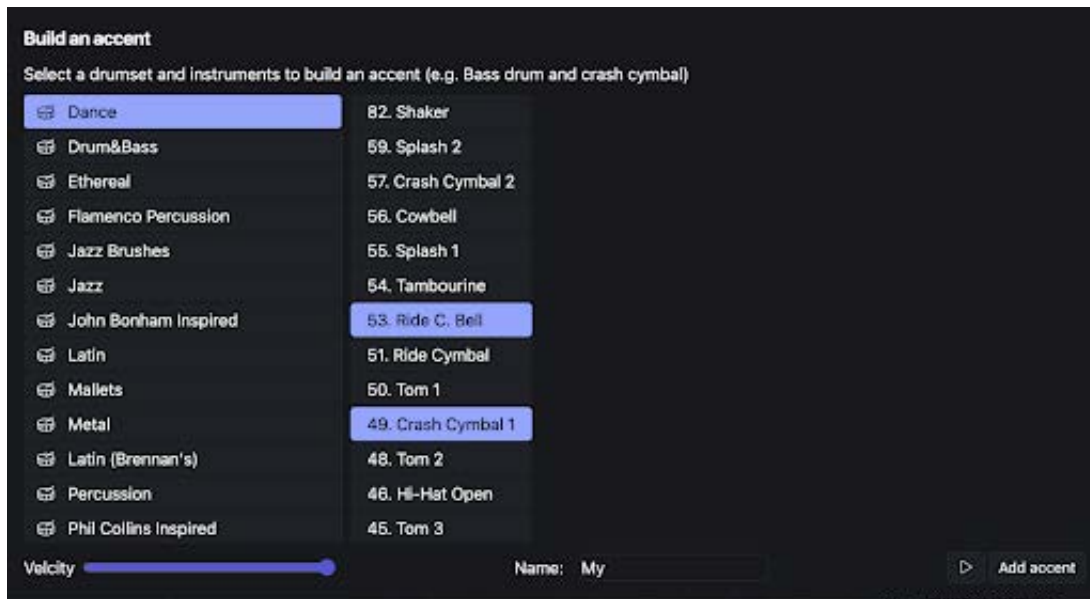 Build an accent
Select a drumset and instruments to build an accent (e.g. Bass drum and crash cymbal)
Dance
Drum&Bass
Ethereal
Flamenco Percussion
Jazz Brushes
Jazz
John Bonham Inspired
Latin
Mallets
Metal
Latin (Brennan's)
Percussion
Phil Collins Inspired
82. Shaker
59. Splash 2
57. Crash Cymbal 2
56. Cowbell
55. Splash 1
54. Tambourine
53. Ride C. Bell
51. Ride Cymbal
50. Tom 1
49. Crash Cymbal 1
48. Tom 2
46. Hi-Hat Open
45. Tom 3
Velcity
Name: My
Add accent